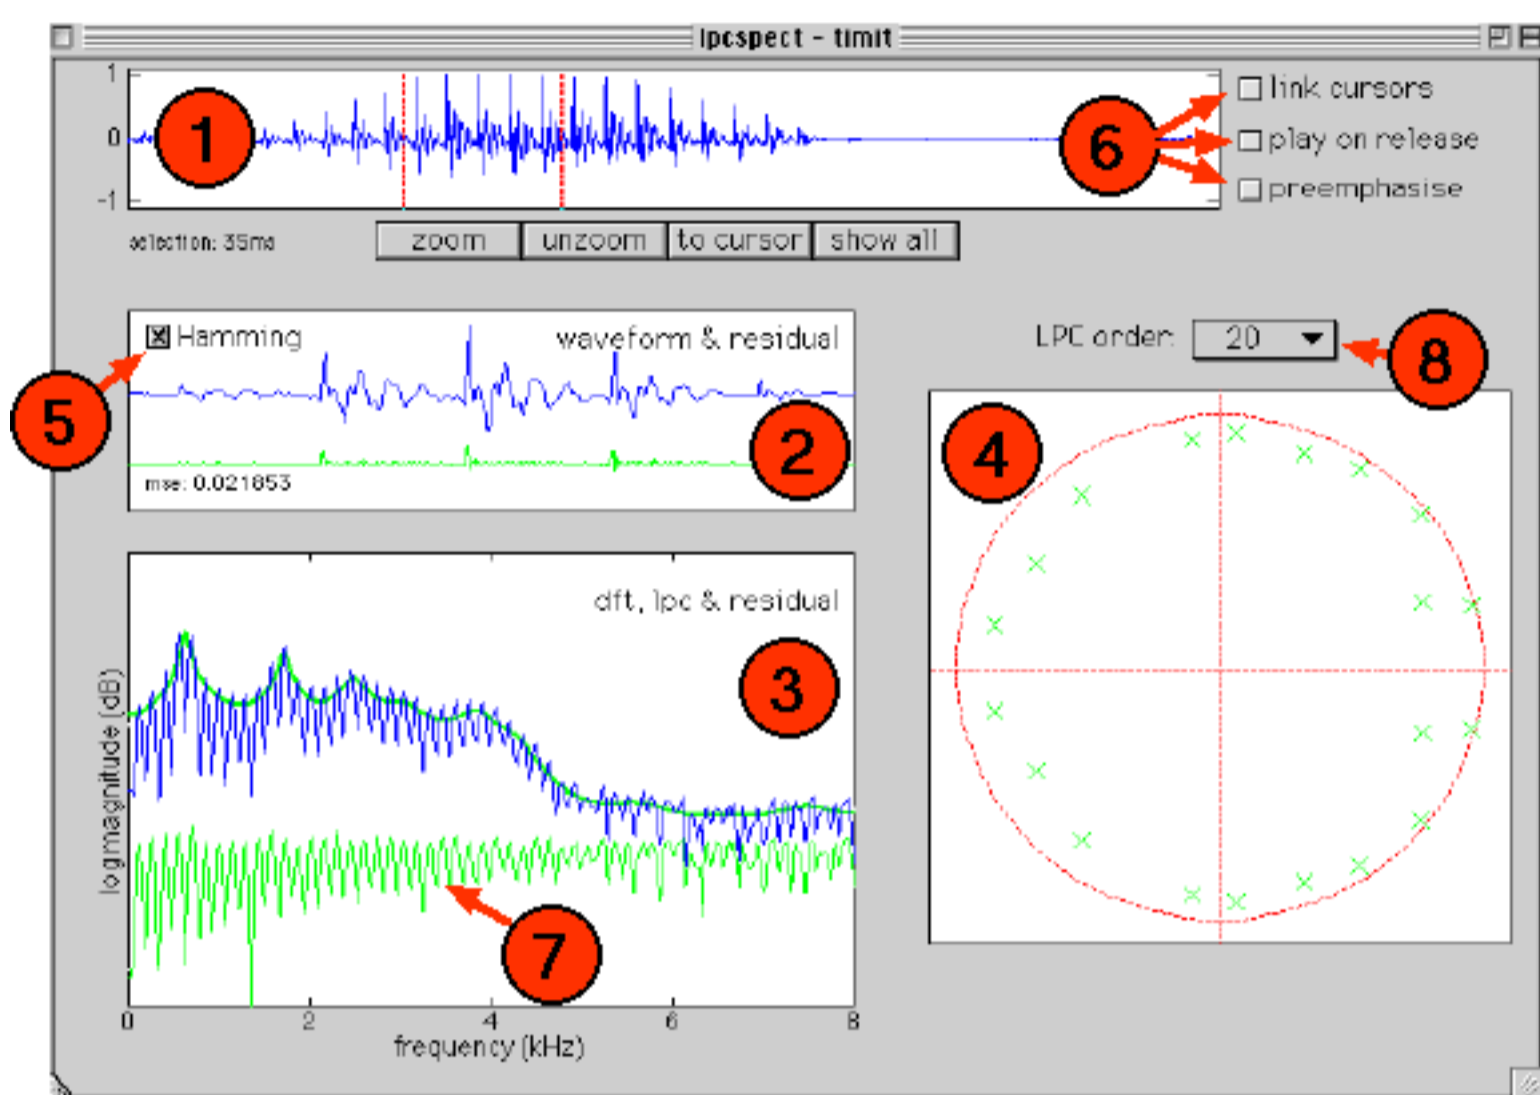 lpcspect - timit
1
0
-1
1
6
link cursors
play on release
preemphasise
selection: 35ms
zoom
unzoom
to cursor
show all
Hamming
waveform & residual
5
2
mse: 0.021853
LPC order:
20
8
4
dft, lpc & residual
3
7
log magnitude (dB)
0
2
4
6
8
frequency (kHz)